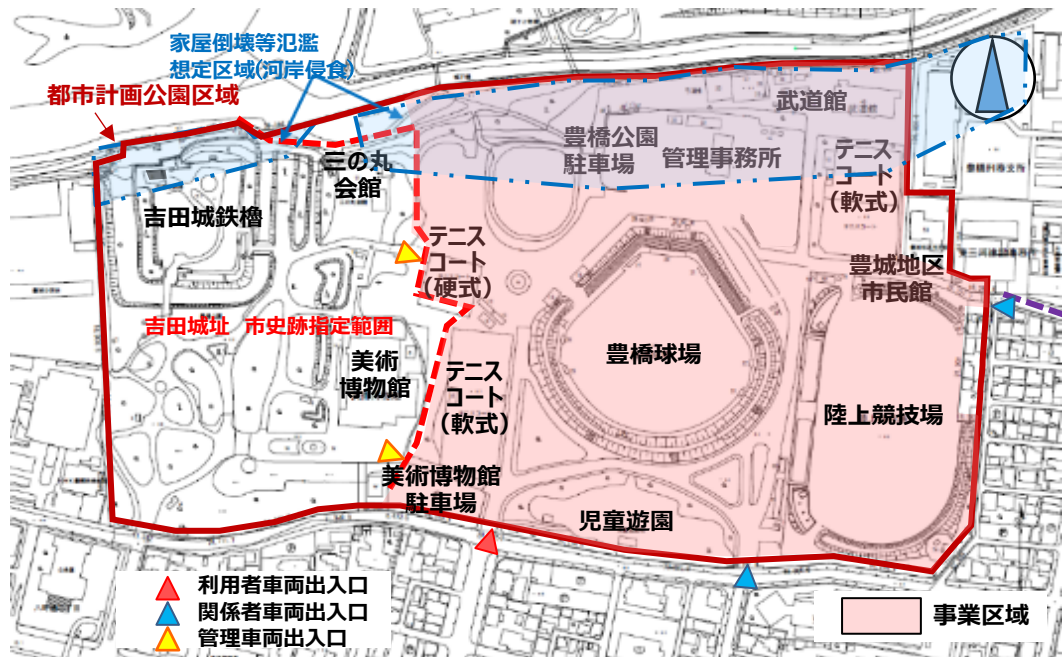 家屋倒壊等氾濫
想定区域(河岸侵食)
都市計画公園区域
武道館
豊橋公園
駐車場
管理事務所
テニス
コート
(軟式)
三の丸
会館
吉田城鉄櫓
テニス
コート
(硬式)
豊城地区
市民館
吉田城址 市史跡指定範囲
美術
博物館
テニス
コート
(軟式)
豊橋球場
陸上競技場
美術博物館
駐車場
児童遊園
利用者車両出入口
関係者車両出入口
管理車両出入口
事業区域